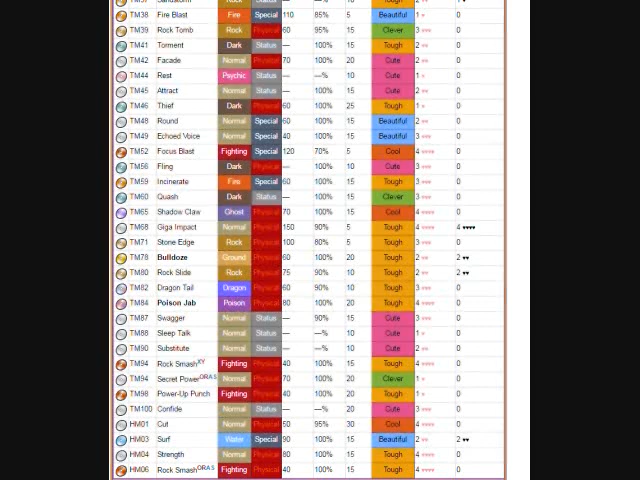 TM37 Sandstorm Rock Status — —% 10 Tough 2 ♥♥ 1 ♥
TM38 Fire Blast Fire Special 110 85% 5 Beautiful 1 ♥ 0
TM39 Rock Tomb Rock Physical 60 95% 15 Clever 3 ♥♥♥ 0
TM41 Torment Dark Status — 100% 15 Tough 2 ♥♥ 0
TM42 Facade Normal Physical 70 100% 20 Cute 2 ♥♥ 0
TM44 Rest Psychic Status — —% 10 Cute 1 ♥ 0
TM45 Attract Normal Status — 100% 15 Cute 2 ♥♥ 0
TM46 Thief Dark Physical 60 100% 25 Tough 1 ♥ 0
TM48 Round Normal Special 60 100% 15 Beautiful 2 ♥♥ 0
TM49 Echoed Voice Normal Special 40 100% 15 Beautiful 3 ♥♥♥ 0
TM52 Focus Blast Fighting Special 120 70% 5 Cool 4 ♥♥♥♥ 0
TM56 Fling Dark Physical — 100% 10 Cute 3 ♥♥♥ 0
TM59 Incinerate Fire Special 60 100% 15 Tough 3 ♥♥♥ 0
TM60 Quash Dark Status — 100% 15 Clever 3 ♥♥♥ 0
TM65 Shadow Claw Ghost Physical 70 100% 15 Cool 4 ♥♥♥♥ 0
TM68 Giga Impact Normal Physical 150 90% 5 Tough 4 ♥♥♥♥ 4 ♥♥♥♥
TM71 Stone Edge Rock Physical 100 80% 5 Tough 3 ♥♥♥ 0
TM78 Bulldoze Ground Physical 60 100% 20 Tough 2 ♥♥ 2 ♥♥
TM80 Rock Slide Rock Physical 75 90% 10 Tough 2 ♥♥ 2 ♥♥
TM82 Dragon Tail Dragon Physical 60 90% 10 Tough 3 ♥♥♥ 0
TM84 Poison Jab Poison Physical 80 100% 20 Tough 4 ♥♥♥♥ 0
TM87 Swagger Normal Status — 90% 15 Cute 3 ♥♥♥ 0
TM88 Sleep Talk Normal Status — —% 10 Cute 1 ♥ 0
TM90 Substitute Normal Status — —% 10 Cute 2 ♥♥ 0
TM94 Rock SmashXY Fighting Physical 40 100% 15 Tough 4 ♥♥♥♥ 0
TM94 Secret PowerORAS Normal Physical 70 100% 20 Clever 1 ♥ 0
TM98 Power-Up Punch Fighting Physical 40 100% 20 Tough 1 ♥ 0
TM100 Confide Normal Status — —% 20 Cute 3 ♥♥♥ 0
HM01 Cut Normal Physical 50 95% 30 Cool 4 ♥♥♥♥ 0
HM03 Surf Water Special 90 100% 15 Beautiful 2 ♥♥ 2 ♥♥
HM04 Strength Normal Physical 80 100% 15 Tough 2 ♥♥ 0
HM06 Rock SmashORAS Fighting Physical 40 100% 15 Tough 4 ♥♥♥♥ 0